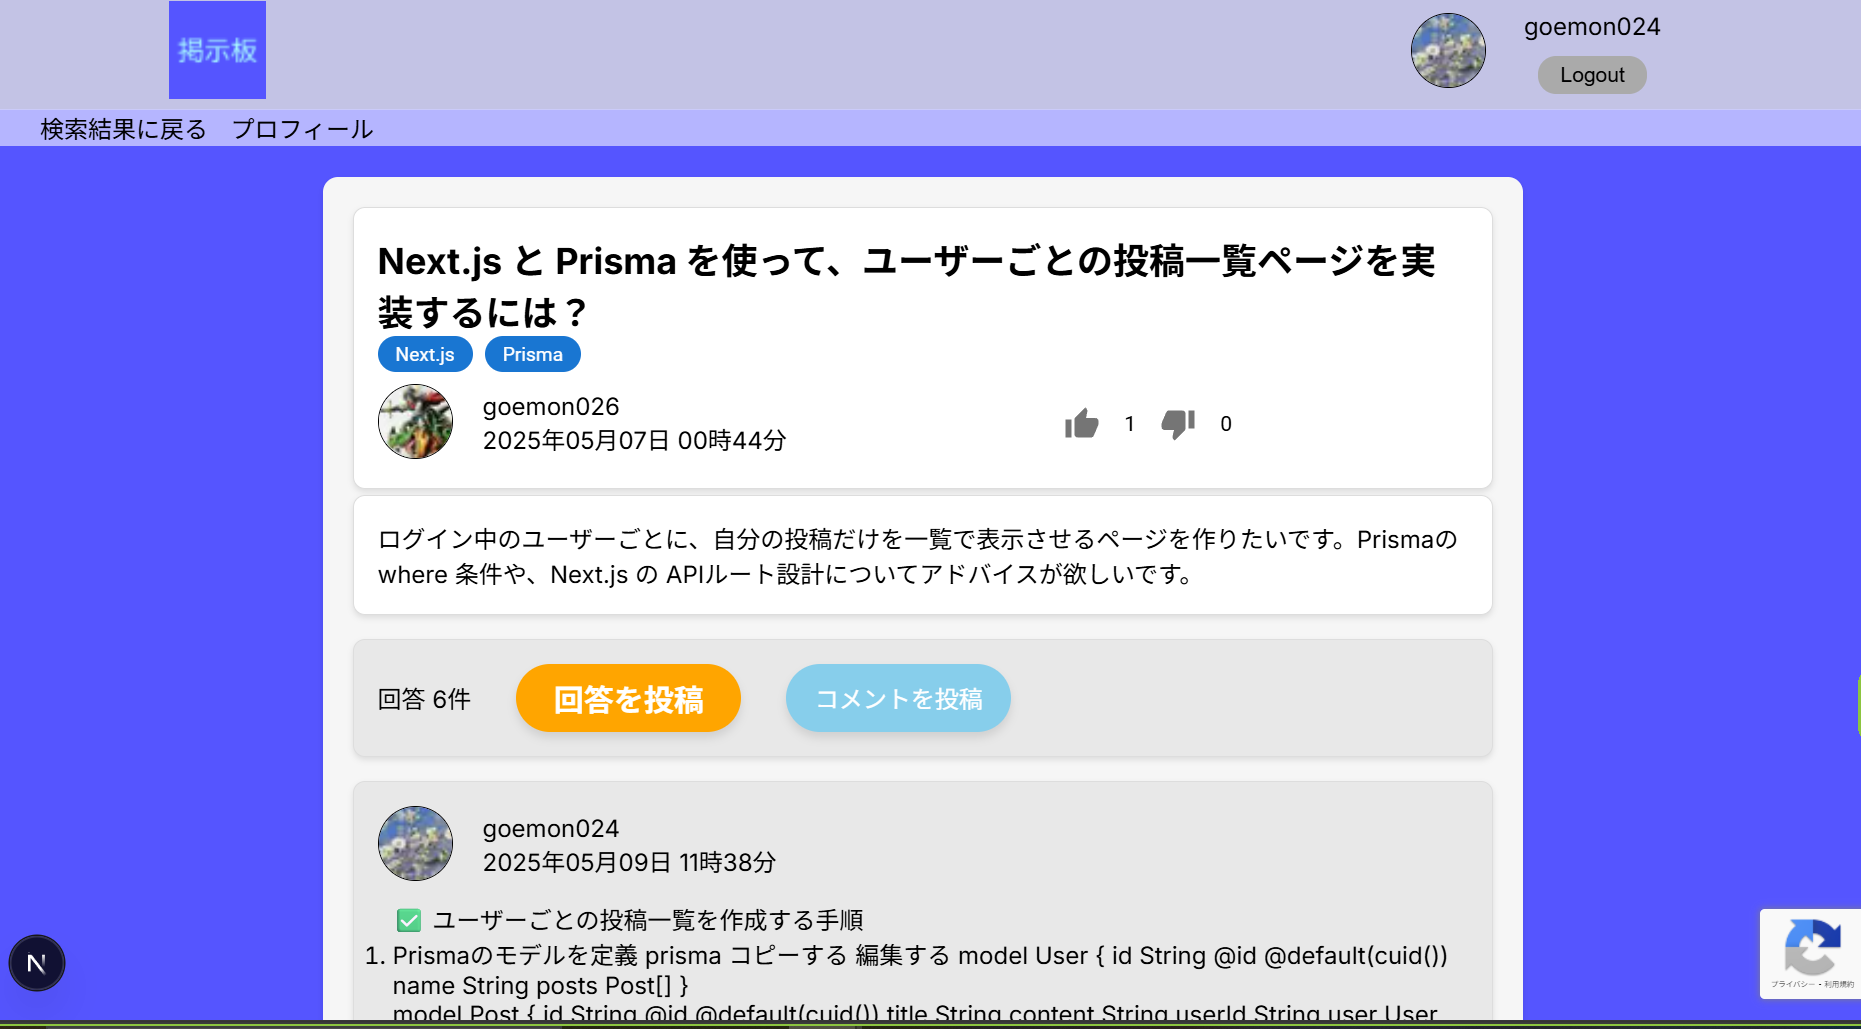 掲示板
goemon024
Logout
検索結果に戻る プロフィール
Next.js と Prisma を使って、ユーザーごとの投稿一覧ページを実
装するには？
Next.js Prisma
goemon026
2025年05月07日 00時44分
1 0
ログイン中のユーザーごとに、自分の投稿だけを一覧で表示させるページを作りたいです。Prismaの
where 条件や、Next.js の APIルート設計についてアドバイスが欲しいです。
回答 6件 回答を投稿 コメントを投稿
goemon024
2025年05月09日 11時38分
✅ ユーザーごとの投稿一覧を作成する手順
1. Prismaのモデルを定義 prisma コピーする 編集する model User { id String @id @default(cuid())
name String posts Post[] }
model Post { id String @id @default(cuid()) title String content String userId String user User
N
プライバシー・利用規約